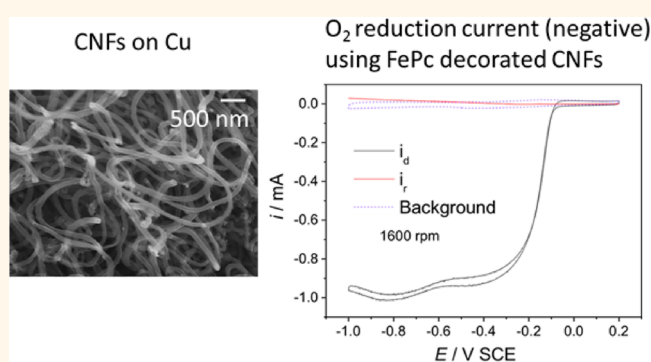 CNFs on Cu
500 nm
O₂ reduction current (negative)
using FePc decorated CNFs
0.0
-0.2
-0.4
-0.6
-0.8
-1.0
i / mA
i_d
i_r
Background
1600 rpm
-1.0 -0.8 -0.6 -0.4 -0.2 0.0 0.2
E / V SCE